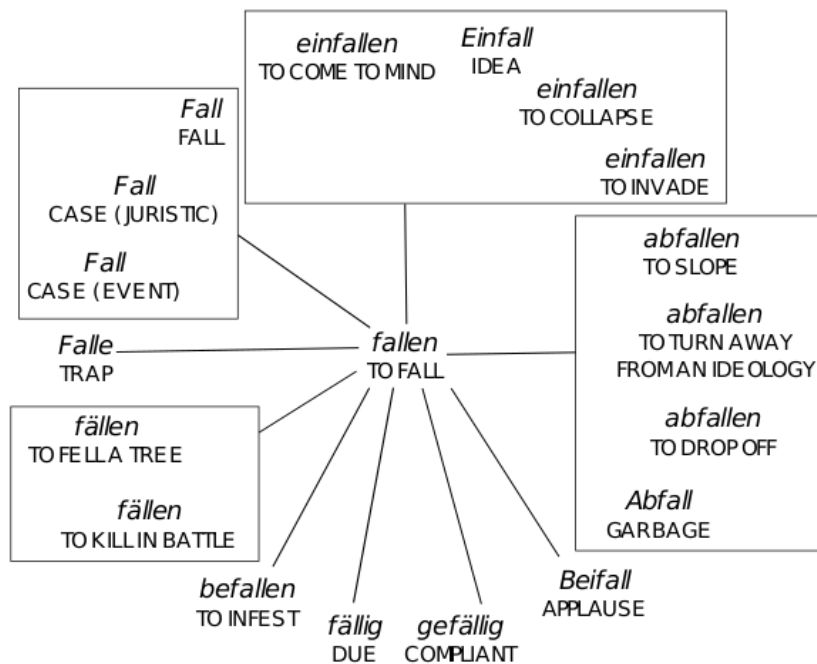 einfallen
TO COME TO MIND
Einfall
IDEA
einfallen
TO COLLAPSE
einfallen
TO INVADE
Fall
FALL
Fall
CASE (JURISTIC)
Fall
CASE (EVENT)
abfallen
TO SLOPE
abfallen
TO TURN AWAY
FROM AN IDEOLOGY
abfallen
TO DROP OFF
Abfall
GARBAGE
Falle
TRAP
fallen
TO FALL
fällen
TO FELL A TREE
fällen
TO KILL IN BATTLE
befallen
TO INFEST
fällig
DUE
gefällig
COMPLIANT
Beifall
APPLAUSE